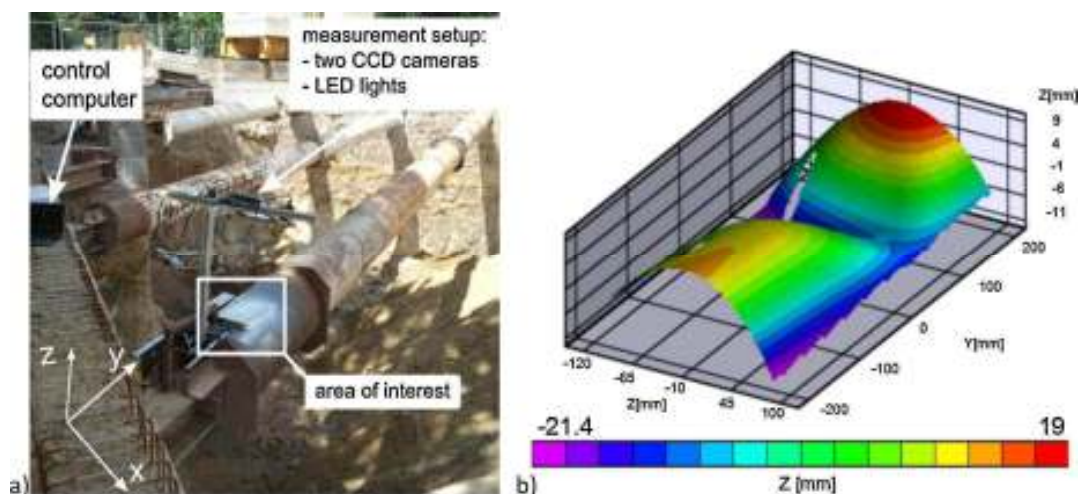 measurement setup:
- two CCD cameras
- LED lights
control
computer
area of interest
z
y
x
a)
Z[mm]
9
4
-1
-6
-11
200
100
0
-100
-200
Y[mm]
-120
-65
-10
45
100
Z[mm]
-21.4
19
Z [mm]
b)